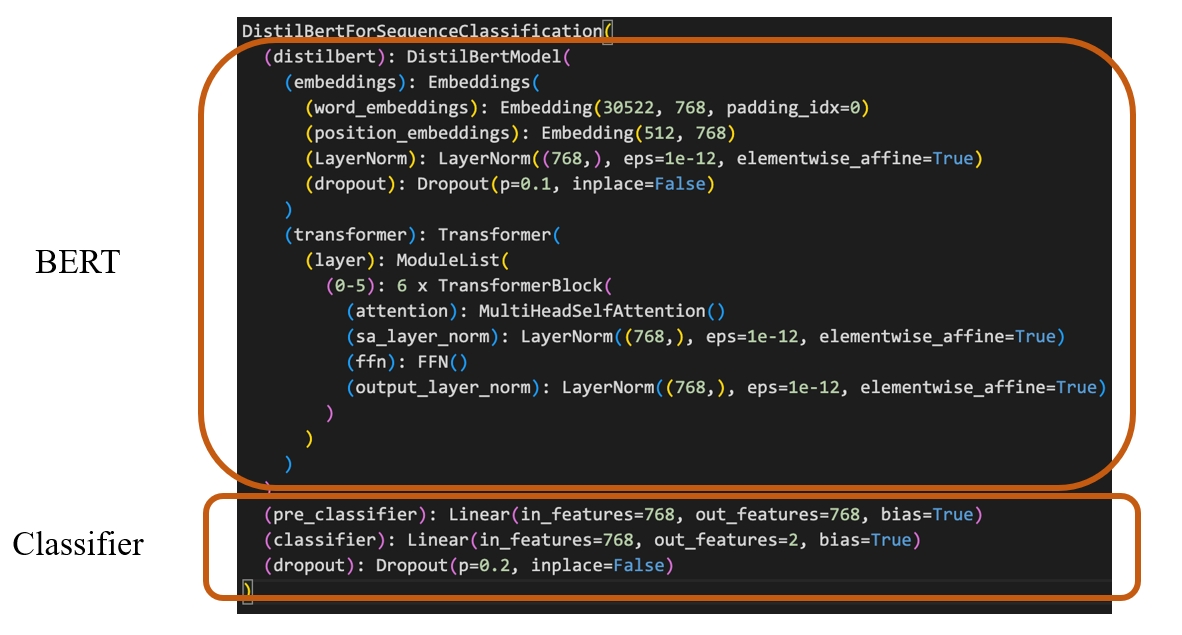 DistilBertForSequenceClassification(
(distilbert): DistilBertModel(
(embeddings): Embeddings(
(word_embeddings): Embedding(30522, 768, padding_idx=0)
(position_embeddings): Embedding(512, 768)
(LayerNorm): LayerNorm((768,), eps=1e-12, elementwise_affine=True)
(dropout): Dropout(p=0.1, inplace=False)
)
(transformer): Transformer(
(layer): ModuleList(
(0-5): 6 x TransformerBlock(
(attention): MultiHeadSelfAttention()
(sa_layer_norm): LayerNorm((768,), eps=1e-12, elementwise_affine=True)
(ffn): FFN()
(output_layer_norm): LayerNorm((768,), eps=1e-12, elementwise_affine=True)
)
)
)
)
(pre_classifier): Linear(in_features=768, out_features=768, bias=True)
(classifier): Linear(in_features=768, out_features=2, bias=True)
(dropout): Dropout(p=0.2, inplace=False)
)
BERT
Classifier